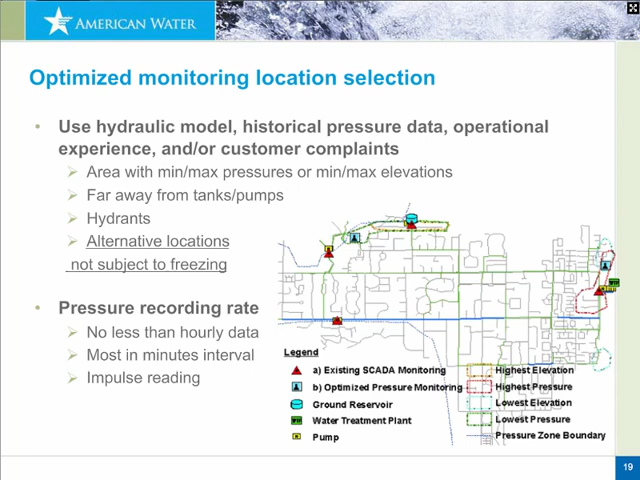 AMERICAN WATER
Optimized monitoring location selection
• Use hydraulic model, historical pressure data, operational
experience, and/or customer complaints
Area with min/max pressures or min/max elevations
Far away from tanks/pumps
Hydrants
Alternative locations
not subject to freezing
• Pressure recording rate
No less than hourly data
Most in minutes interval
Impulse reading
Legend
a) Existing SCADA Monitoring
b) Optimized Pressure Monitoring
Ground Reservoir
Water Treatment Plant
Pump
Highest Elevation
Highest Pressure
Lowest Elevation
Lowest Pressure
Pressure Zone Boundary
19